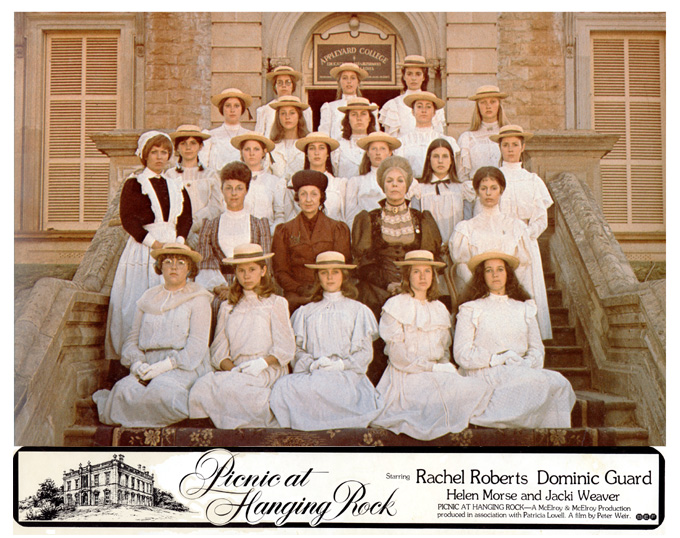 APPLEYARD COLLEGE
Picnic at
Hanging Rock
Starring Rachel Roberts Dominic Guard
Helen Morse and Jacki Weaver
PICNIC AT HANGING ROCK—A McElroy & McElroy Production
produced in association with Patricia Lovell. A film by Peter Weir.
BEF